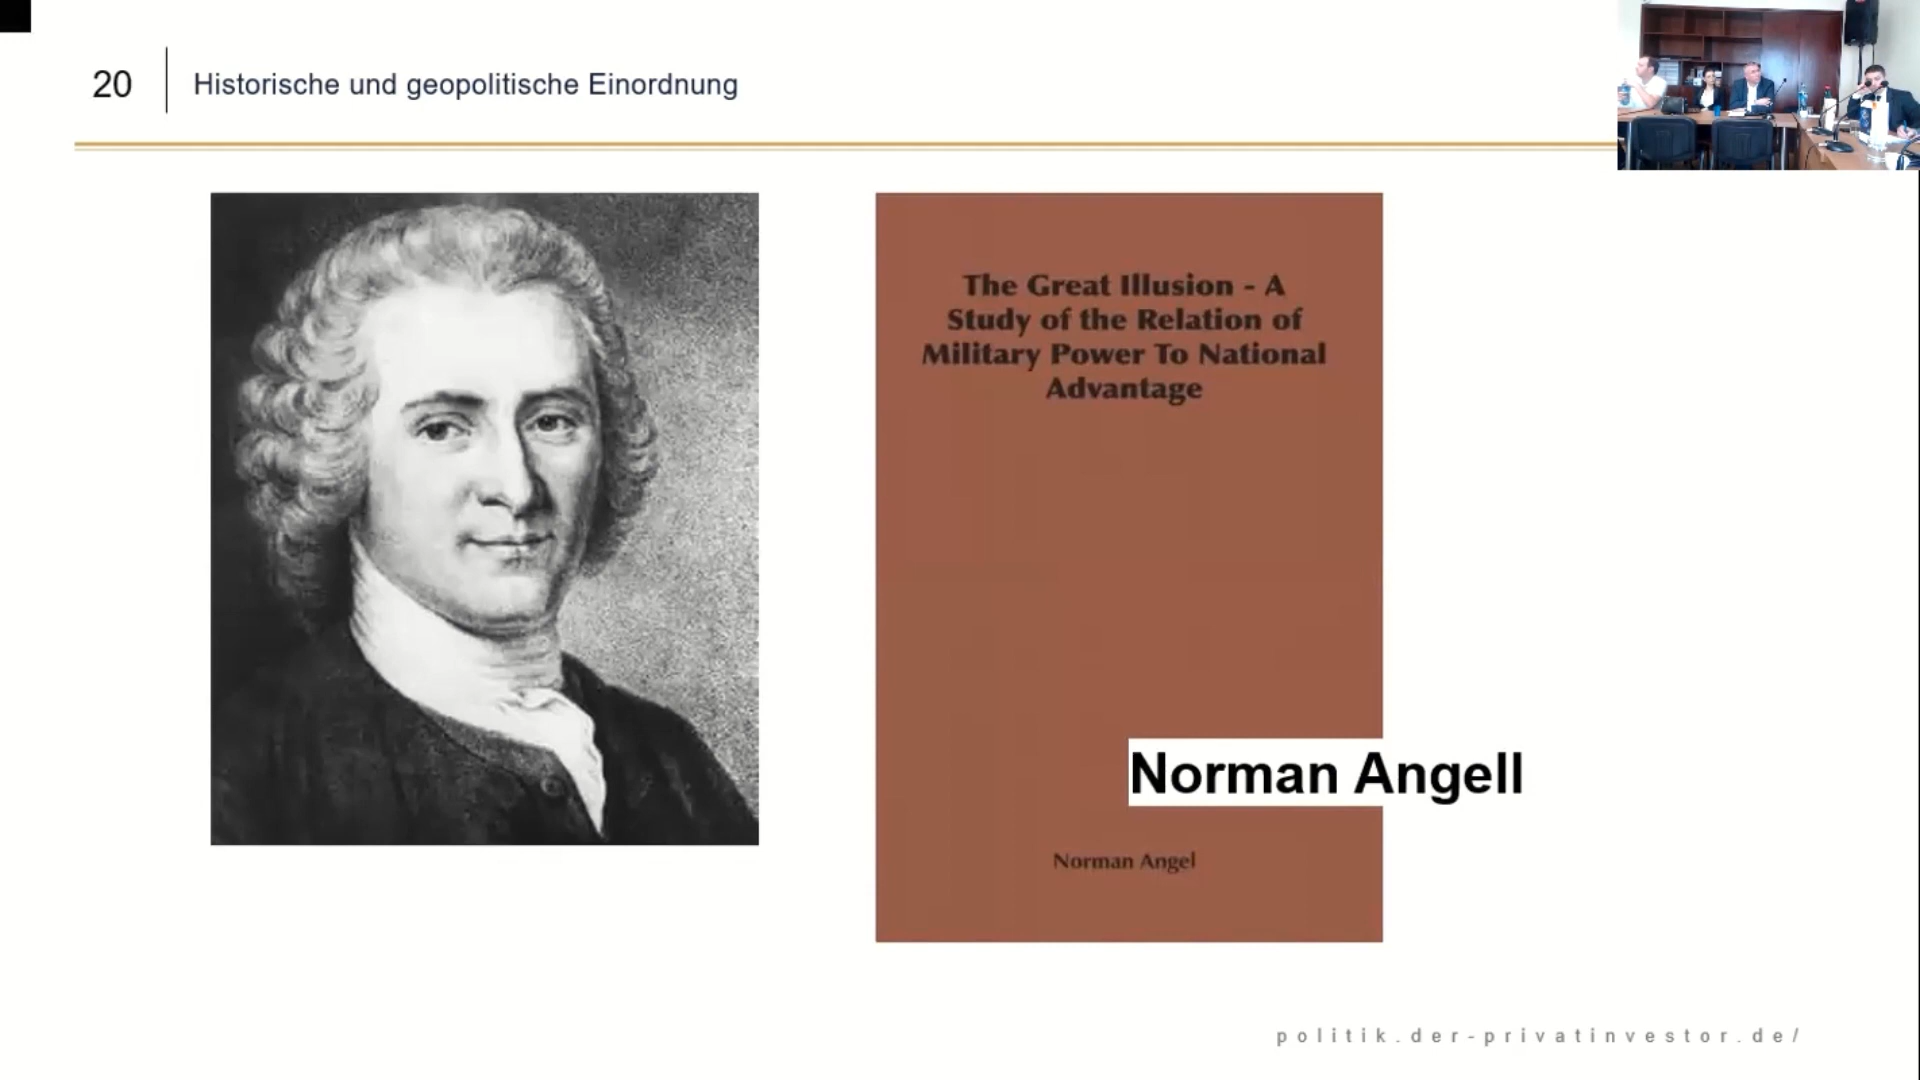 20
Historische und geopolitische Einordnung
The Great Illusion - A
Study of the Relation of
Military Power To National
Advantage
Norman Angell
Norman Angel
politik.der-privatinvestor.de/